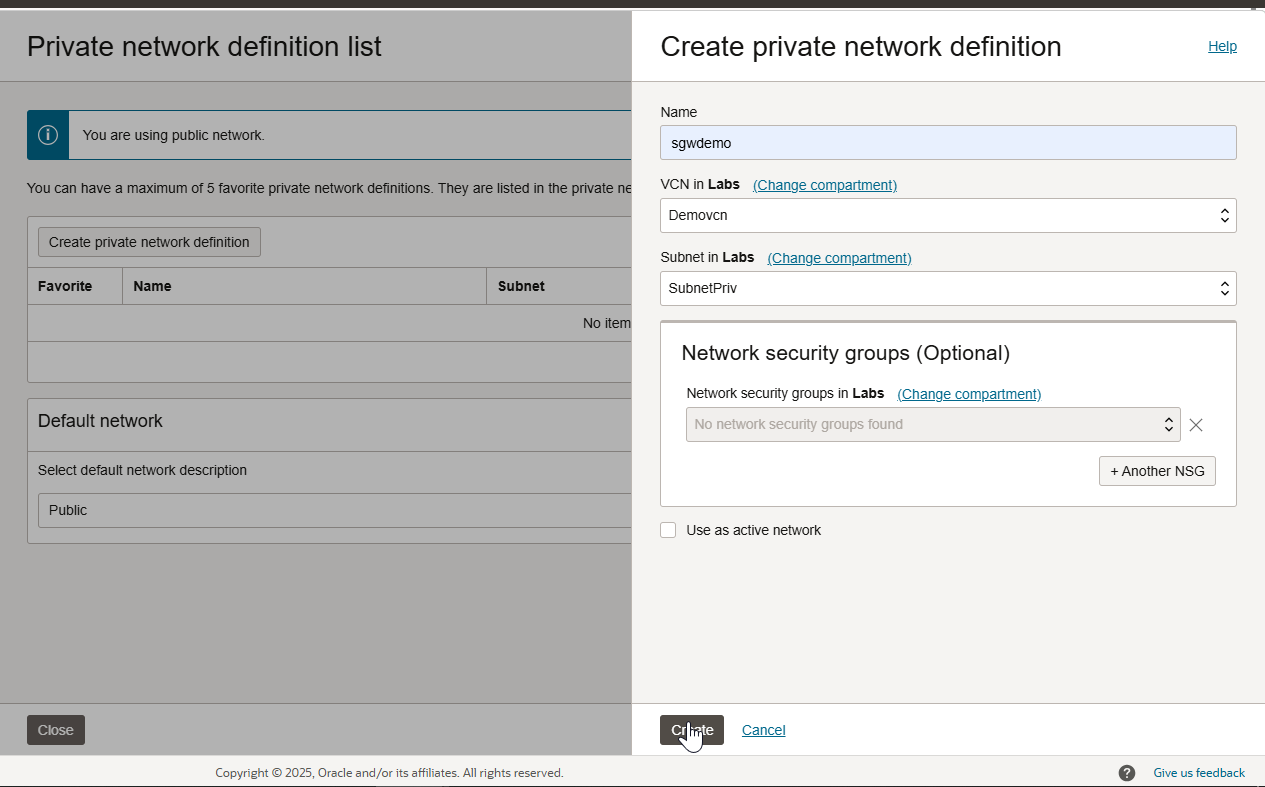 Private network definition list
You are using public network.
You can have a maximum of 5 favorite private network definitions. They are listed in the private ne
Create private network definition
Favorite Name Subnet
No item
Default network
Select default network description
Public
Close
Create private network definition
Help
Name
sgwdemo
VCN in Labs (Change compartment)
Demovcn
Subnet in Labs (Change compartment)
SubnetPriv
Network security groups (Optional)
Network security groups in Labs (Change compartment)
No network security groups found
+ Another NSG
Use as active network
Create Cancel
Copyright © 2025, Oracle and/or its affiliates. All rights reserved.
? Give us feedback